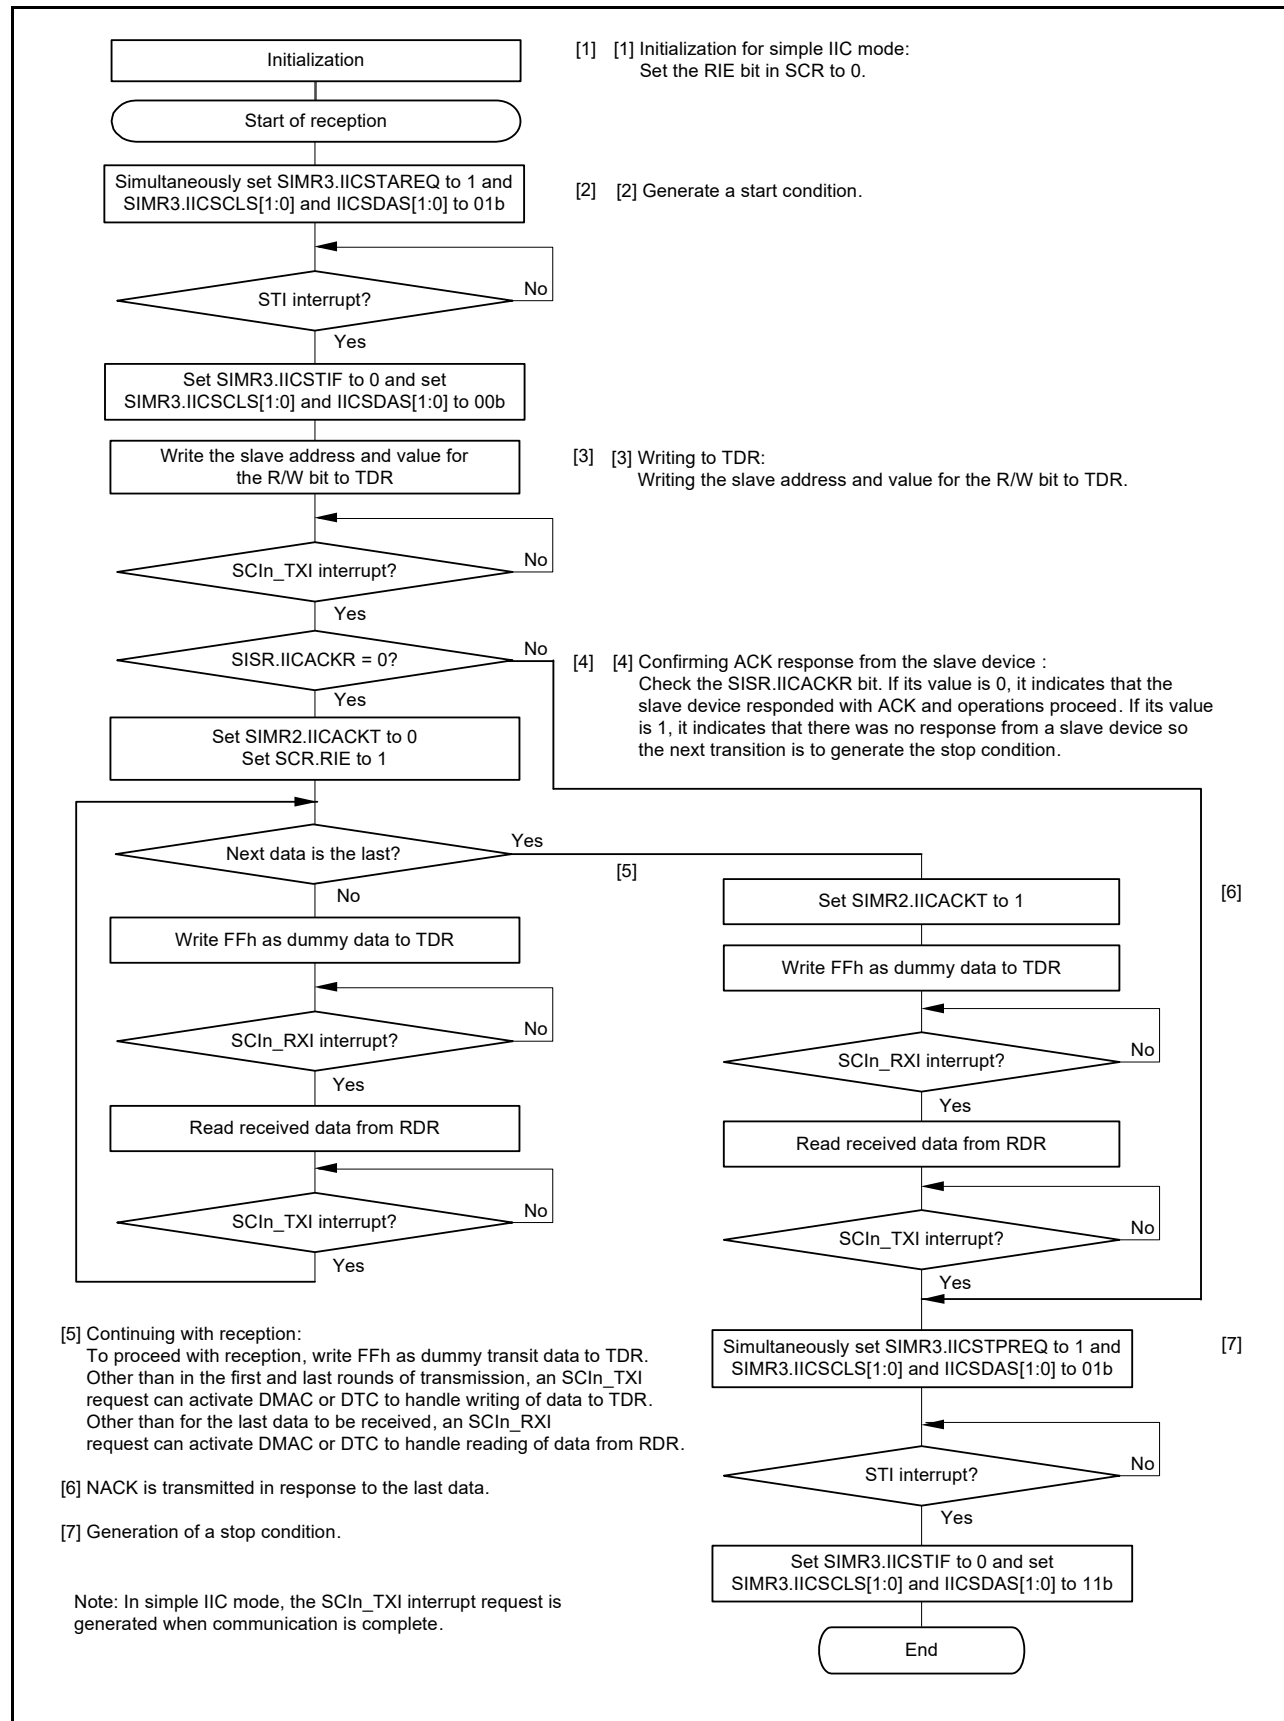 Initialization
[1] [1] Initialization for simple IIC mode:
Set the RIE bit in SCR to 0.
Start of reception
Simultaneously set SIMR3.IICSTAREQ to 1 and
SIMR3.IICSCLS[1:0] and IICSDAS[1:0] to 01b
[2] [2] Generate a start condition.
No
STI interrupt?
Yes
Set SIMR3.IICSTIF to 0 and set
SIMR3.IICSCLS[1:0] and IICSDAS[1:0] to 00b
Write the slave address and value for
the R/W bit to TDR
[3] [3] Writing to TDR:
Writing the slave address and value for the R/W bit to TDR.
No
SCIn_TXI interrupt?
Yes
SISR.IICACKR = 0?
No
Yes
[4] [4] Confirming ACK response from the slave device :
Check the SISR.IICACKR bit. If its value is 0, it indicates that the
slave device responded with ACK and operations proceed. If its value
is 1, it indicates that there was no response from a slave device so
the next transition is to generate the stop condition.
Set SIMR2.IICACKT to 0
Set SCR.RIE to 1
Next data is the last?
Yes
[5]
No
Write FFh as dummy data to TDR
No
SCIn_RXI interrupt?
Yes
Read received data from RDR
No
SCIn_TXI interrupt?
Yes
Set SIMR2.IICACKT to 1
[6]
Write FFh as dummy data to TDR
No
SCIn_RXI interrupt?
Yes
Read received data from RDR
No
SCIn_TXI interrupt?
Yes
Simultaneously set SIMR3.IICSTPREQ to 1 and
SIMR3.IICSCLS[1:0] and IICSDAS[1:0] to 01b
[7]
No
STI interrupt?
Yes
Set SIMR3.IICSTIF to 0 and set
SIMR3.IICSCLS[1:0] and IICSDAS[1:0] to 11b
End
[5] Continuing with reception:
To proceed with reception, write FFh as dummy transit data to TDR.
Other than in the first and last rounds of transmission, an SCIn_TXI
request can activate DMAC or DTC to handle writing of data to TDR.
Other than for the last data to be received, an SCIn_RXI
request can activate DMAC or DTC to handle reading of data from RDR.
[6] NACK is transmitted in response to the last data.
[7] Generation of a stop condition.
Note: In simple IIC mode, the SCIn_TXI interrupt request is
generated when communication is complete.